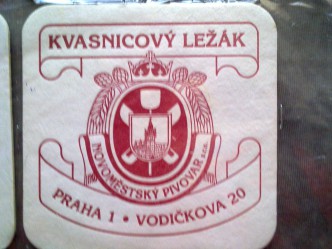 KVASNICOVÝ LEŽÁK
NOVOMĚSTSKÝ PIVOVAR s.r.o.
PRAHA 1 • VODIČKOVA 20